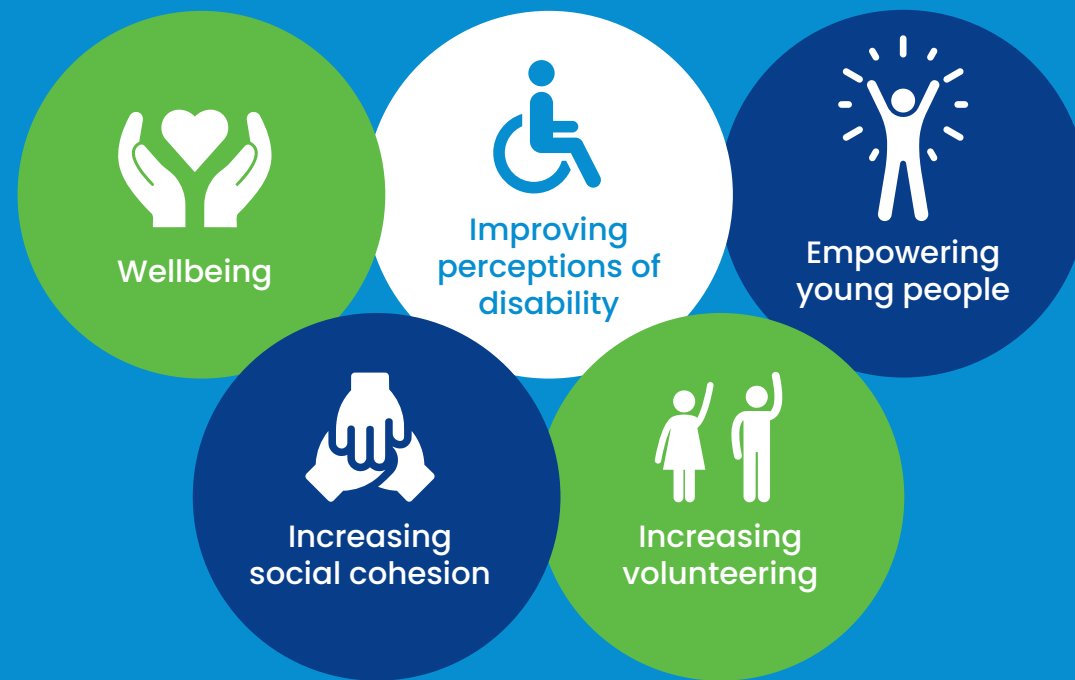 Wellbeing
Improving
perceptions of
disability
Empowering
young people
Increasing
social cohesion
Increasing
volunteering